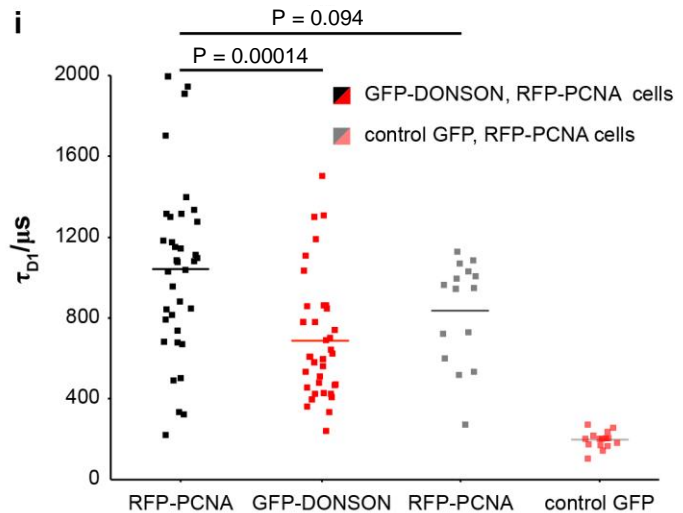 i
P = 0.094
P = 0.00014
2000
1600
1200
800
400
0
τD1/μs
GFP-DONSON, RFP-PCNA cells
control GFP, RFP-PCNA cells
RFP-PCNA GFP-DONSON RFP-PCNA control GFP